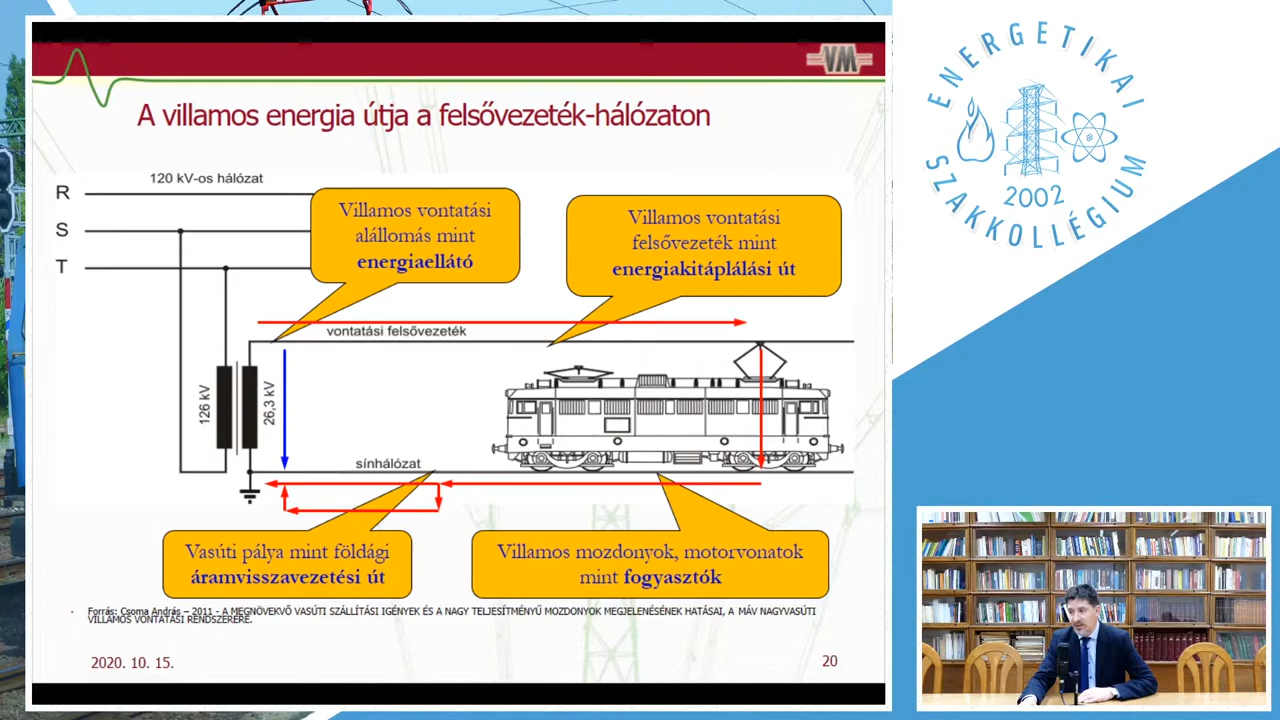 VM
A villamos energia útja a felsővezeték-hálózaton
120 kV-os hálózat
R
S
T
Villamos vontatási
alállomás mint
energiaellátó
Villamos vontatási
felsővezeték mint
energiakitáplálási út
vontatási felsővezeték
126 kV
26,3 kV
sínhálózat
Vasúti pálya mint földági
áramvisszavezetési út
Villamos mozdonyok, motorvonatok
mint fogyasztók
Forrás: Csoma András – 2011 - A MEGNÖVEKVŐ VASÚTI SZÁLLÍTÁSI IGÉNYEK ÉS A NAGY TELJESÍTMÉNYŰ MOZDONYOK MEGJELENÉSÉNEK HATÁSAI, A MÁV NAGYVASÚTI
VILLAMOS VONTATÁSI RENDSZERÉRE.
2020. 10. 15.
20
ENERGETIKAI
SZAKKOLLÉGIUM
2002